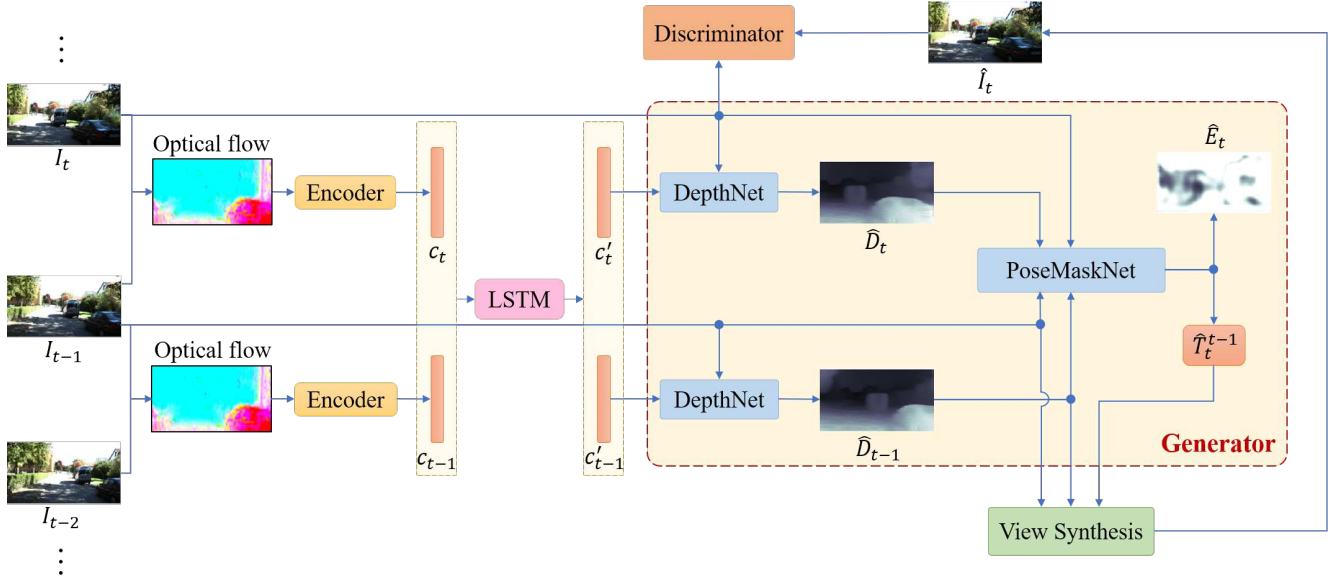 Discriminator
Î_t
⋮
I_t
Optical flow
Encoder
c_t
c′_t
DepthNet
D̂_t
Ê_t
PoseMaskNet
LSTM
I_{t−1}
Optical flow
Encoder
c_{t−1}
c′_{t−1}
DepthNet
D̂_{t−1}
T̂_t^{t−1}
Generator
I_{t−2}
View Synthesis
⋮